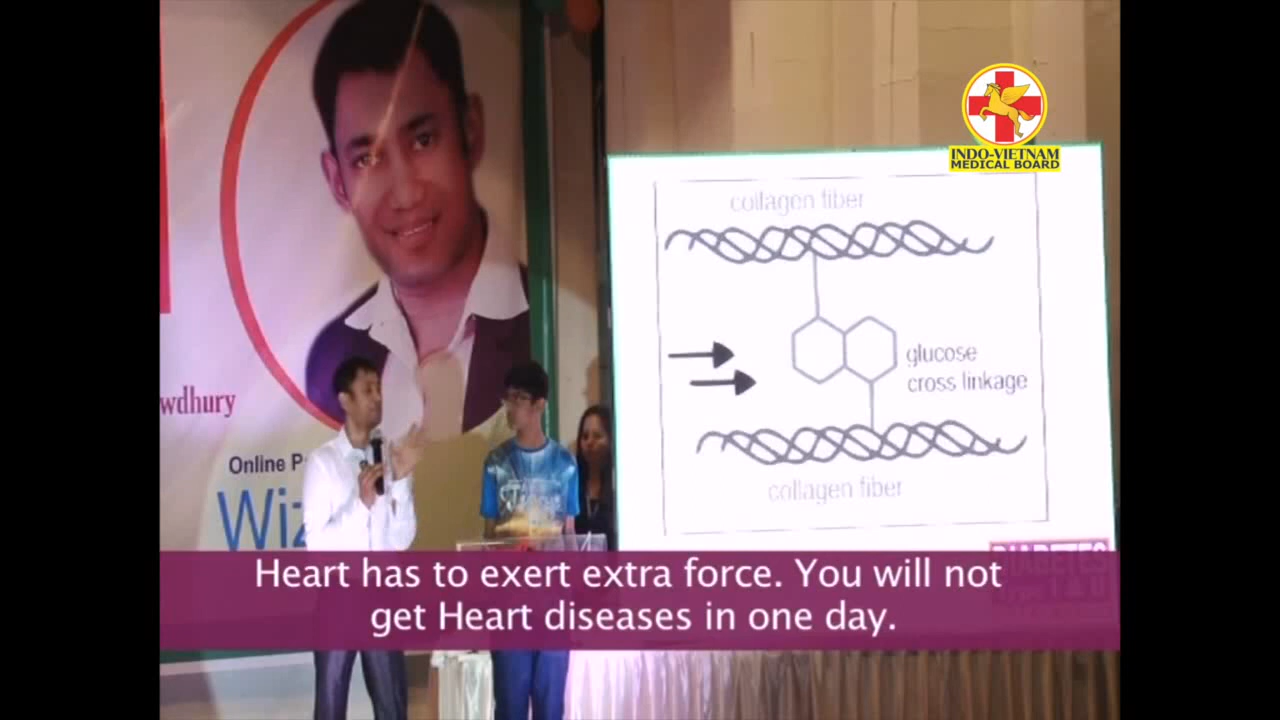 INDO-VIETNAM
MEDICAL BOARD
collagen fiber
glucose
cross linkage
collagen fiber
wdhury
Online P
Wiz
DIABETES
I & II
Heart has to exert extra force. You will not
get Heart diseases in one day.